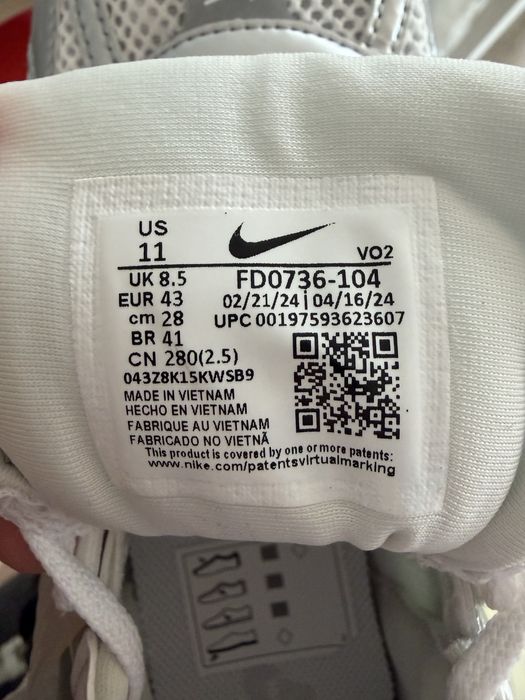 US
11
VO2
UK 8.5
FD0736-104
EUR 43
02/21/24 | 04/16/24
cm 28
UPC 00197593623607
BR 41
CN 280(2.5)
043Z8K15KWSB9
MADE IN VIETNAM
HECHO EN VIETNAM
FABRIQUE AU VIETNAM
FABRICADO NO VIETNÃ
This product is covered by one or more patents:
www.nike.com/patentsvirtualmarking